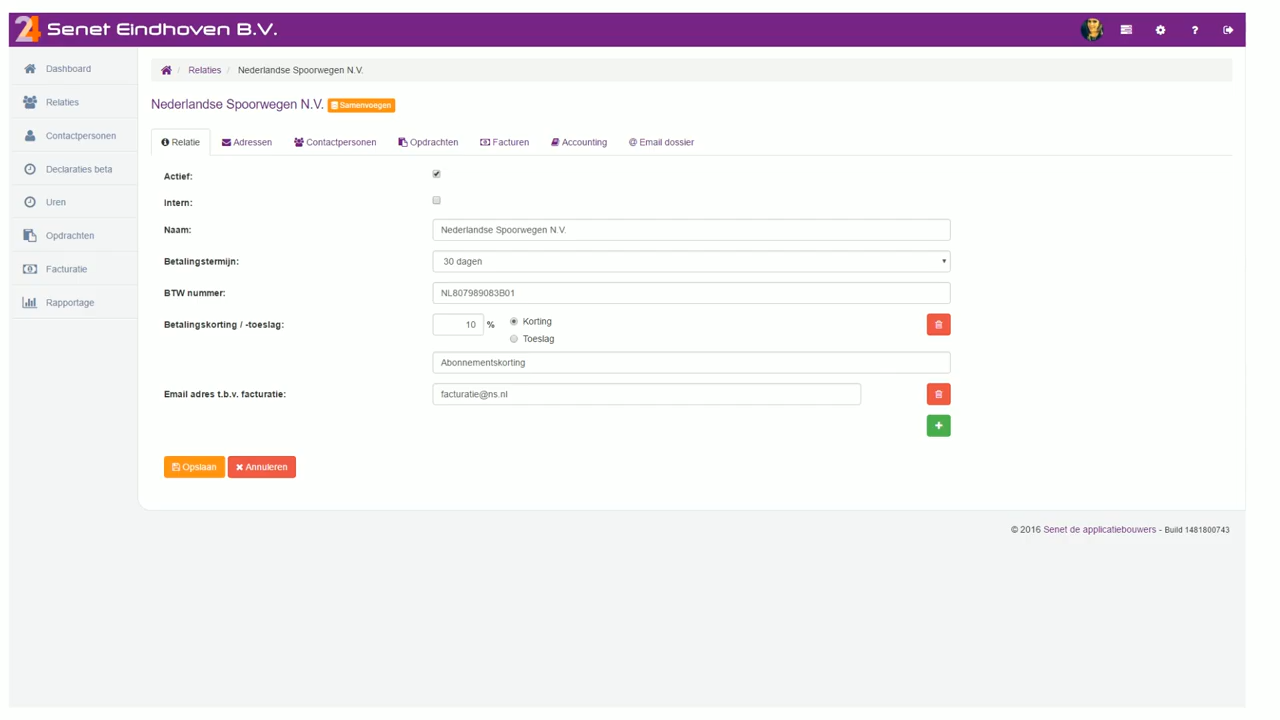 24 Senet Eindhoven B.V.
Dashboard
Relaties
Contactpersonen
Declaraties beta
Uren
Opdrachten
Facturatie
Rapportage
/ Relaties / Nederlandse Spoorwegen N.V.
Nederlandse Spoorwegen N.V. Samenvoegen
Relatie Adressen Contactpersonen Opdrachten Facturen Accounting @ Email dossier
Actief:
Intern:
Naam: Nederlandse Spoorwegen N.V.
Betalingstermijn: 30 dagen
BTW nummer: NL807989083B01
Betalingskorting / -toeslag: 10 % Korting
Toeslag
Abonnementskorting
Email adres t.b.v. facturatie: facturatie@ns.nl
Opslaan Annuleren
© 2016 Senet de applicatiebouwers - Build 1481800743